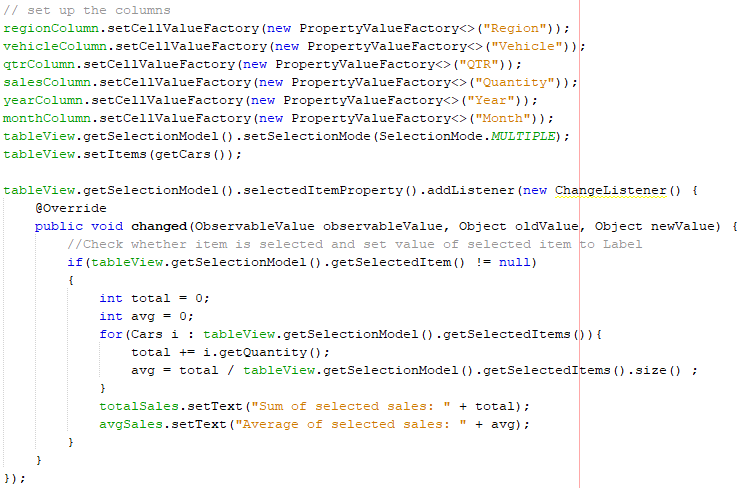 // set up the columns
regionColumn.setCellValueFactory(new PropertyValueFactory<>("Region"));
vehicleColumn.setCellValueFactory(new PropertyValueFactory<>("Vehicle"));
qtrColumn.setCellValueFactory(new PropertyValueFactory<>("QTR"));
salesColumn.setCellValueFactory(new PropertyValueFactory<>("Quantity"));
yearColumn.setCellValueFactory(new PropertyValueFactory<>("Year"));
monthColumn.setCellValueFactory(new PropertyValueFactory<>("Month"));
tableView.getSelectionModel().setSelectionMode(SelectionMode.MULTIPLE);
tableView.setItems(getCars());

tableView.getSelectionModel().selectedItemProperty().addListener(new ChangeListener() {
    @Override
    public void changed(ObservableValue observableValue, Object oldValue, Object newValue) {
        //Check whether item is selected and set value of selected item to Label
        if(tableView.getSelectionModel().getSelectedItem() != null)
        {
            int total = 0;
            int avg = 0;
            for(Cars i : tableView.getSelectionModel().getSelectedItems()){
                total += i.getQuantity();
                avg = total / tableView.getSelectionModel().getSelectedItems().size() ;
            }
            totalSales.setText("Sum of selected sales: " + total);
            avgSales.setText("Average of selected sales: " + avg);
        }
    }
});